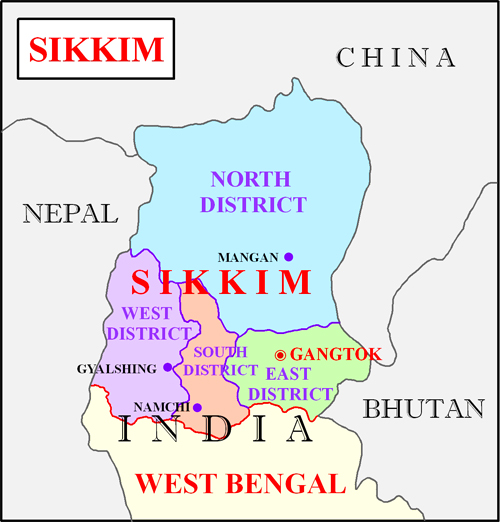 SIKKIM
CHINA
NORTH
DISTRICT
NEPAL
MANGAN
SIKKIM
WEST
DISTRICT
SOUTH
DISTRICT
GANGTOK
GYALSHING
EAST
DISTRICT
NAMCHI
BHUTAN
INDIA
WEST BENGAL